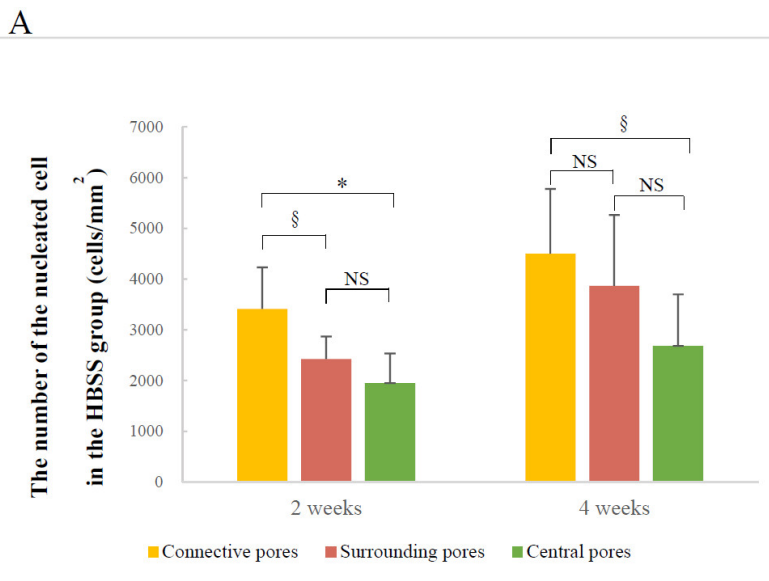 A
The number of the nucleated cell
in the HBSS group (cells/mm²)
7000
6000
5000
4000
3000
2000
1000
0
*
§
NS
§
NS
NS
2 weeks
4 weeks
Connective pores
Surrounding pores
Central pores